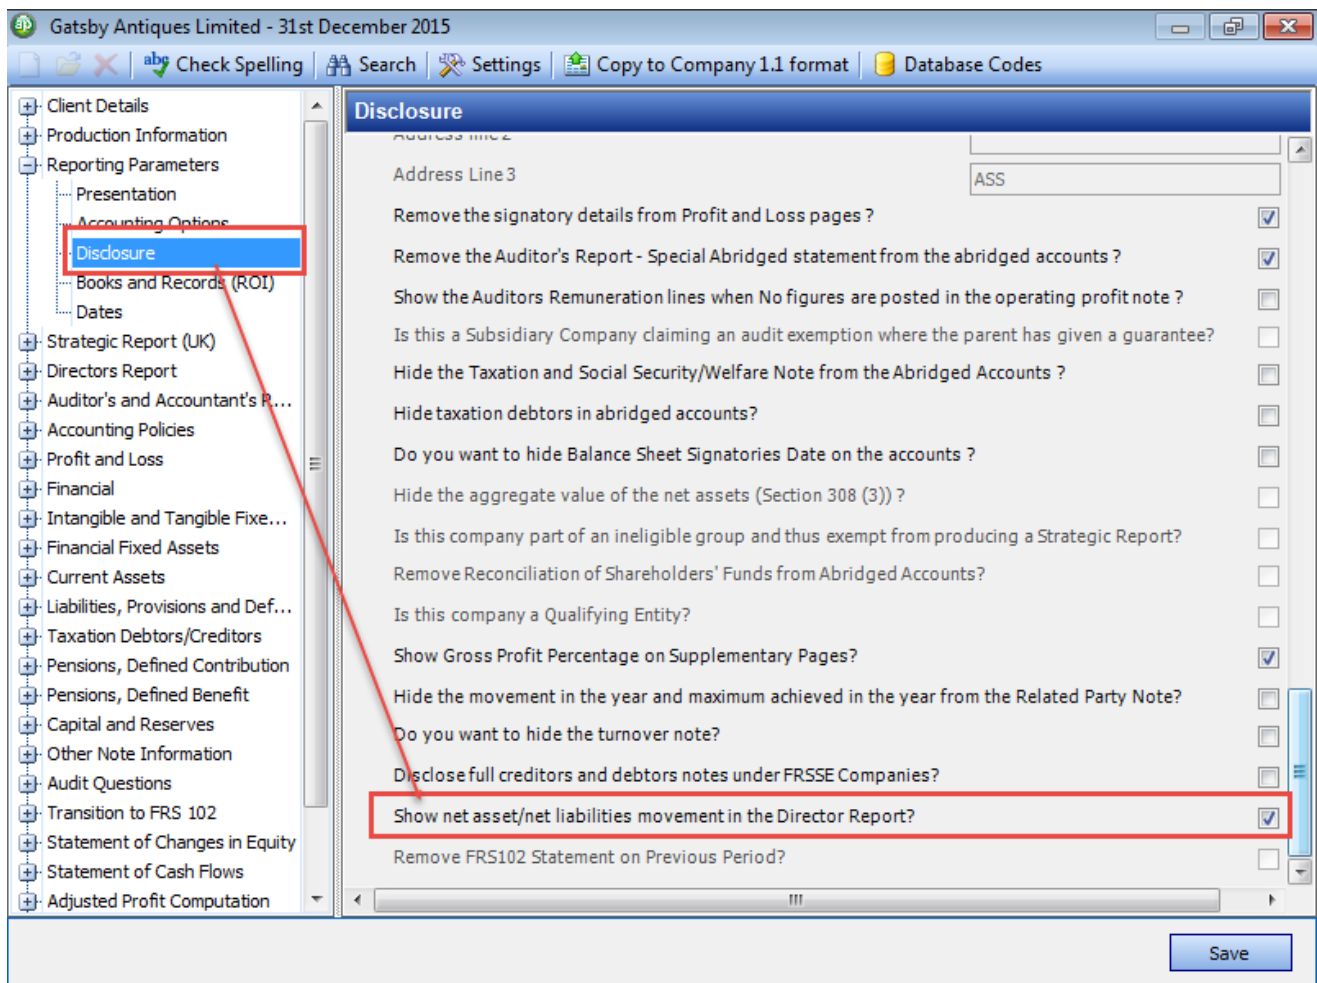 Gatsby Antiques Limited - 31st December 2015
Check Spelling
Search
Settings
Copy to Company 1.1 format
Database Codes
Client Details
Production Information
Reporting Parameters
Presentation
Accounting Options
Disclosure
Books and Records (ROI)
Dates
Strategic Report (UK)
Directors Report
Auditor's and Accountant's R...
Accounting Policies
Profit and Loss
Financial
Intangible and Tangible Fixe...
Financial Fixed Assets
Current Assets
Liabilities, Provisions and Def...
Taxation Debtors/Creditors
Pensions, Defined Contribution
Pensions, Defined Benefit
Capital and Reserves
Other Note Information
Audit Questions
Transition to FRS 102
Statement of Changes in Equity
Statement of Cash Flows
Adjusted Profit Computation
Disclosure
Address line 2
Address Line 3
ASS
Remove the signatory details from Profit and Loss pages ?
Remove the Auditor's Report - Special Abridged statement from the abridged accounts ?
Show the Auditors Remuneration lines when No figures are posted in the operating profit note ?
Is this a Subsidiary Company claiming an audit exemption where the parent has given a guarantee?
Hide the Taxation and Social Security/Welfare Note from the Abridged Accounts ?
Hide taxation debtors in abridged accounts?
Do you want to hide Balance Sheet Signatories Date on the accounts ?
Hide the aggregate value of the net assets (Section 308 (3)) ?
Is this company part of an ineligible group and thus exempt from producing a Strategic Report?
Remove Reconciliation of Shareholders' Funds from Abridged Accounts?
Is this company a Qualifying Entity?
Show Gross Profit Percentage on Supplementary Pages?
Hide the movement in the year and maximum achieved in the year from the Related Party Note?
Do you want to hide the turnover note?
Disclose full creditors and debtors notes under FRSSE Companies?
Show net asset/net liabilities movement in the Director Report?
Remove FRS102 Statement on Previous Period?
Save